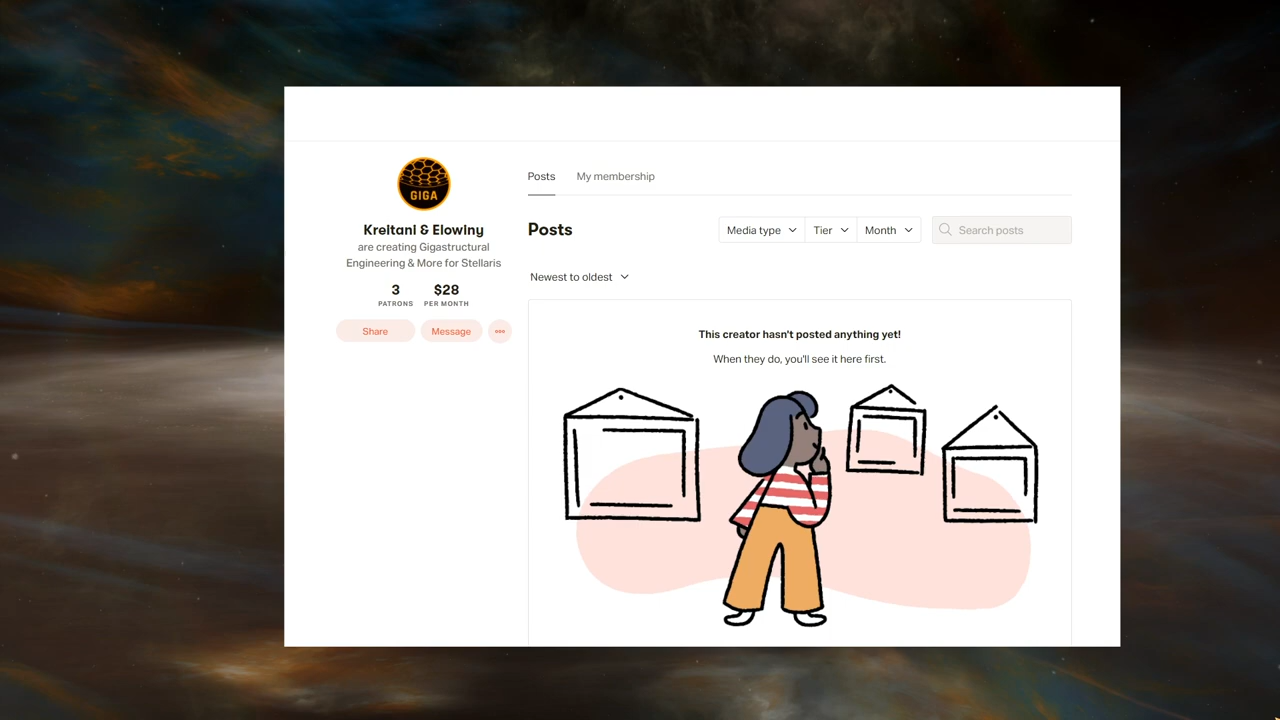 GIGA
Kreitani & Elowiny
are creating Gigastructural
Engineering & More for Stellaris
3 $28
PATRONS PER MONTH
Share Message
Posts My membership
Posts
Media type Tier Month Search posts
Newest to oldest
This creator hasn't posted anything yet!
When they do, you'll see it here first.